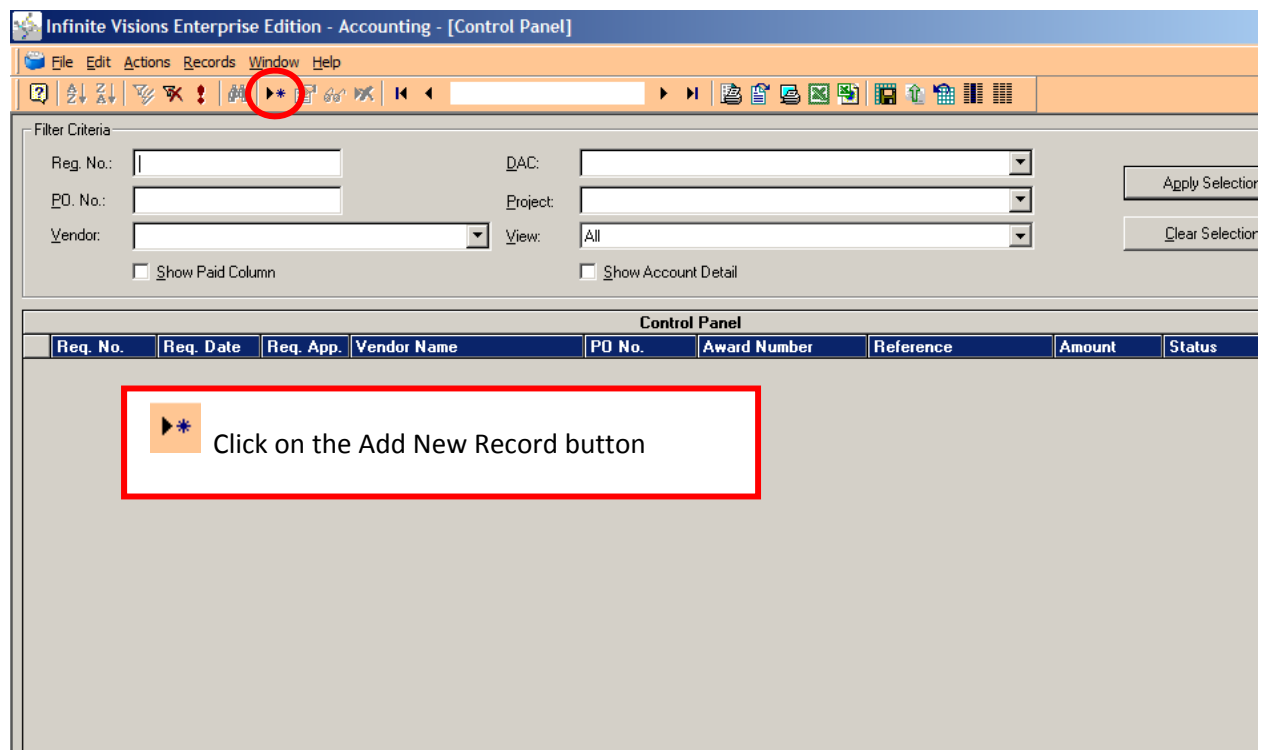 Infinite Visions Enterprise Edition - Accounting - [Control Panel]
File Edit Actions Records Window Help
Filter Criteria
Req. No.: DAC:
Apply Selection
PO. No.: Project:
Vendor: View: All Clear Selection
Show Paid Column Show Account Detail
Control Panel
Req. No. Req. Date Req. App. Vendor Name PO No. Award Number Reference Amount Status
Click on the Add New Record button